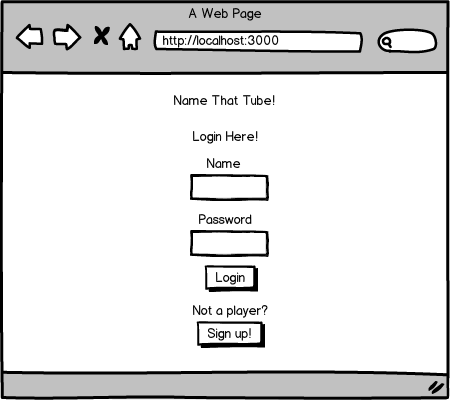 A Web Page
http://localhost:3000
Name That Tube!
Login Here!
Name
Password
Login
Not a player?
Sign up!